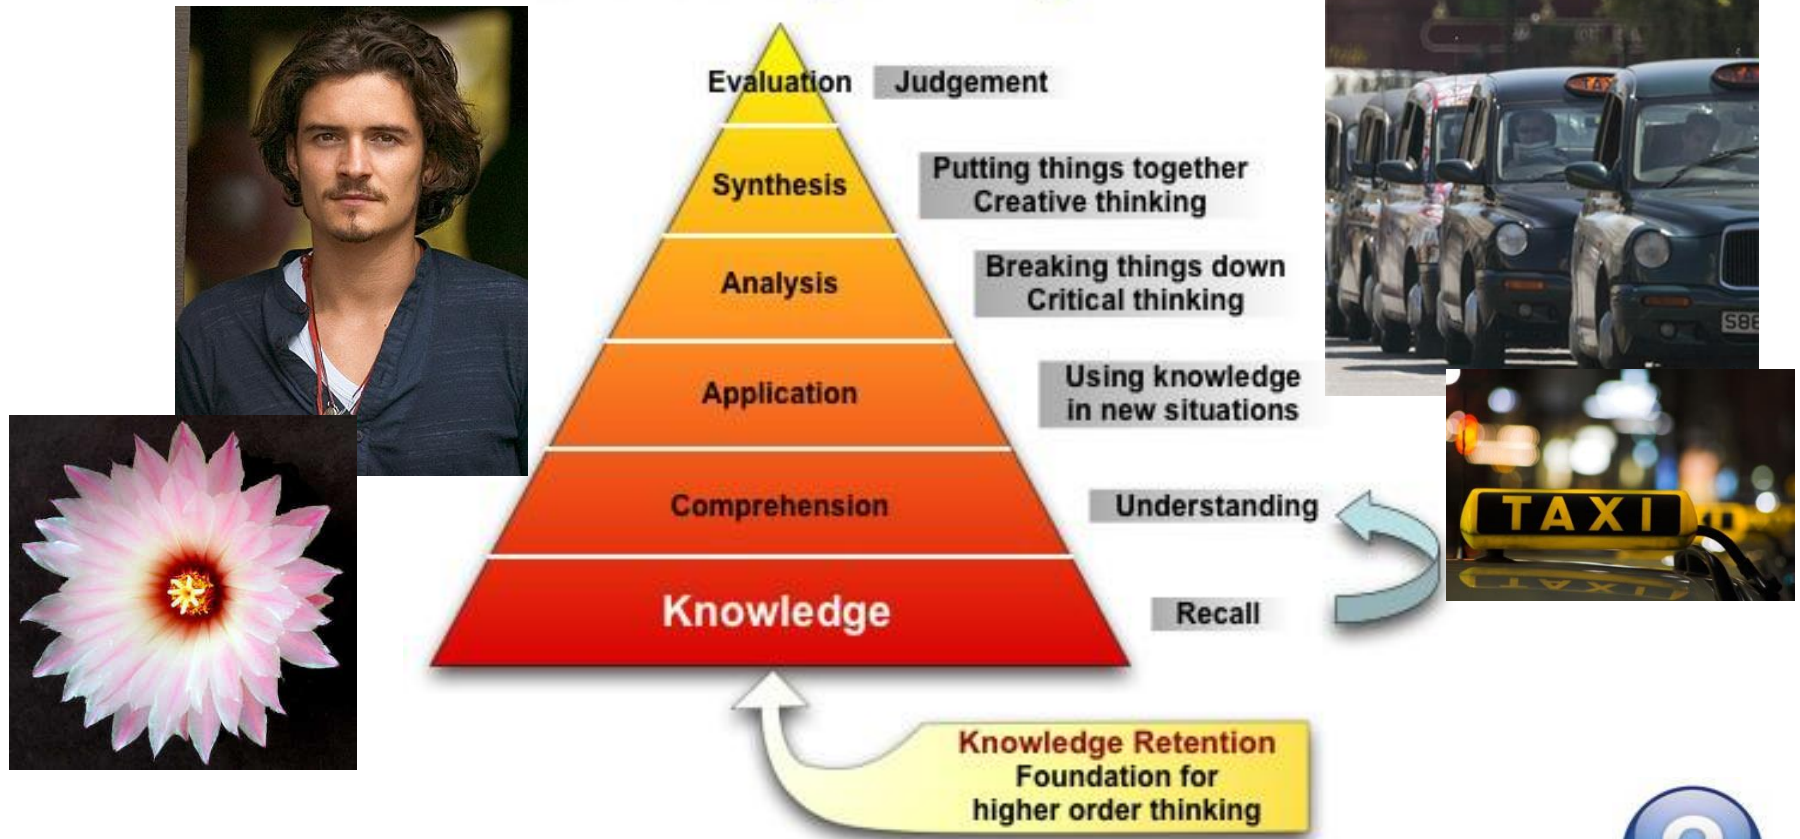 Evaluation
Judgement
Synthesis
Putting things together
Creative thinking
Analysis
Breaking things down
Critical thinking
Application
Using knowledge
in new situations
Comprehension
Understanding
Knowledge
Recall
Knowledge Retention
Foundation for
higher order thinking
TAXI
S86